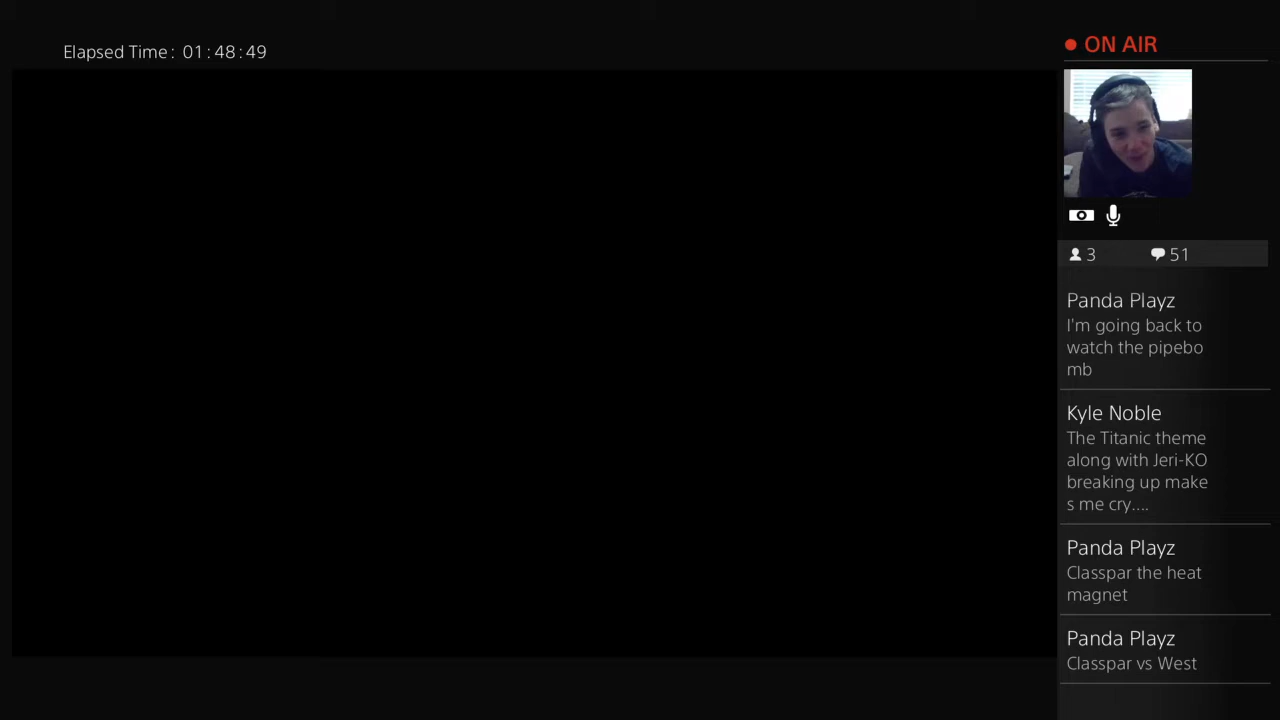 Elapsed Time: 01:48:49
ON AIR
3 51
Panda Playz
I'm going back to
watch the pipebo
mb
Kyle Noble
The Titanic theme
along with Jeri-KO
breaking up make
s me cry....
Panda Playz
Classpar the heat
magnet
Panda Playz
Classpar vs West